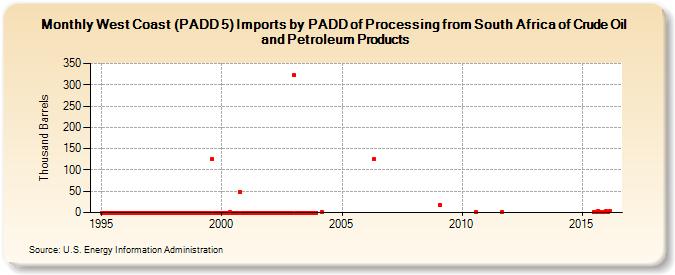 Monthly West Coast (PADD 5) Imports by PADD of Processing from South Africa of Crude Oil
and Petroleum Products
Thousand Barrels
350
300
250
200
150
100
50
0
1995 2000 2005 2010 2015
Source: U.S. Energy Information Administration